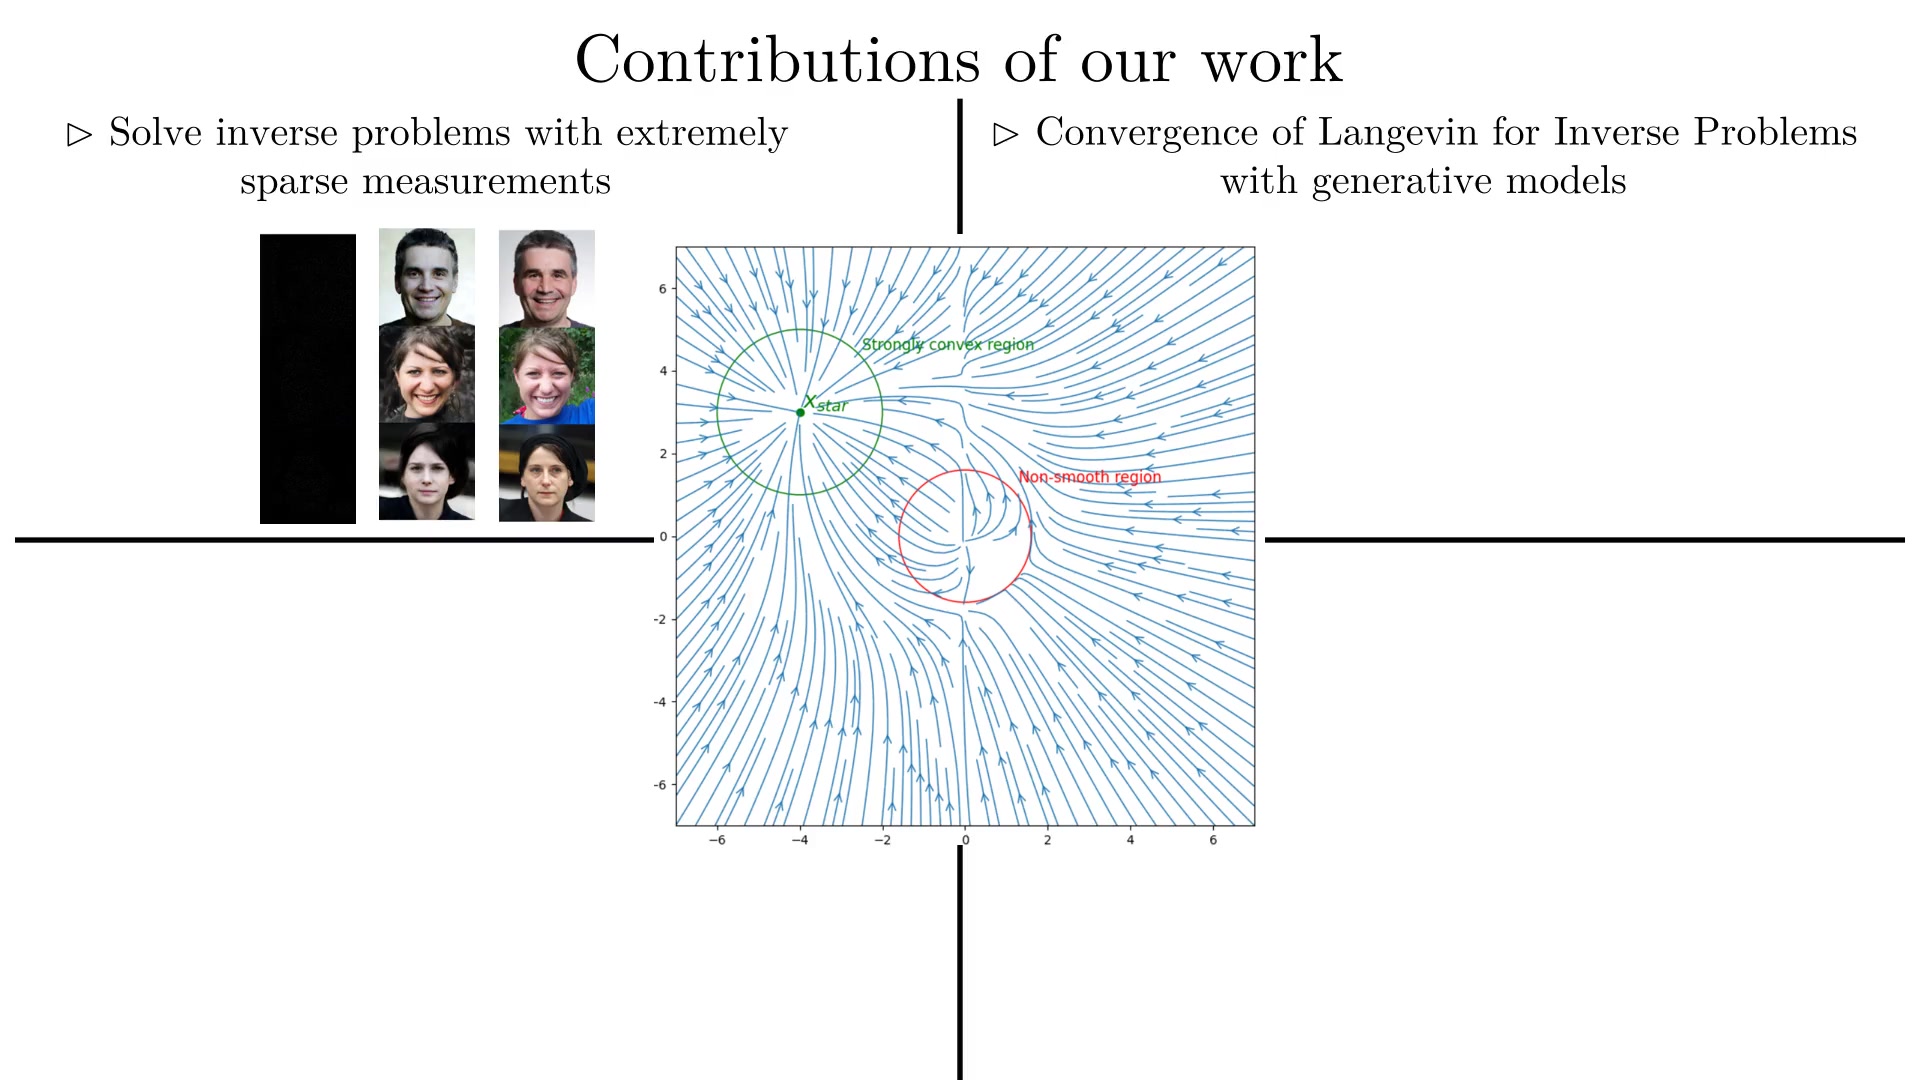 Contributions of our work
▷ Solve inverse problems with extremely
sparse measurements
▷ Convergence of Langevin for Inverse Problems
with generative models
Strongly convex region
Xstar
Non-smooth region
6
4
2
0
-2
-4
-6
−6 −4 −2 0 2 4 6